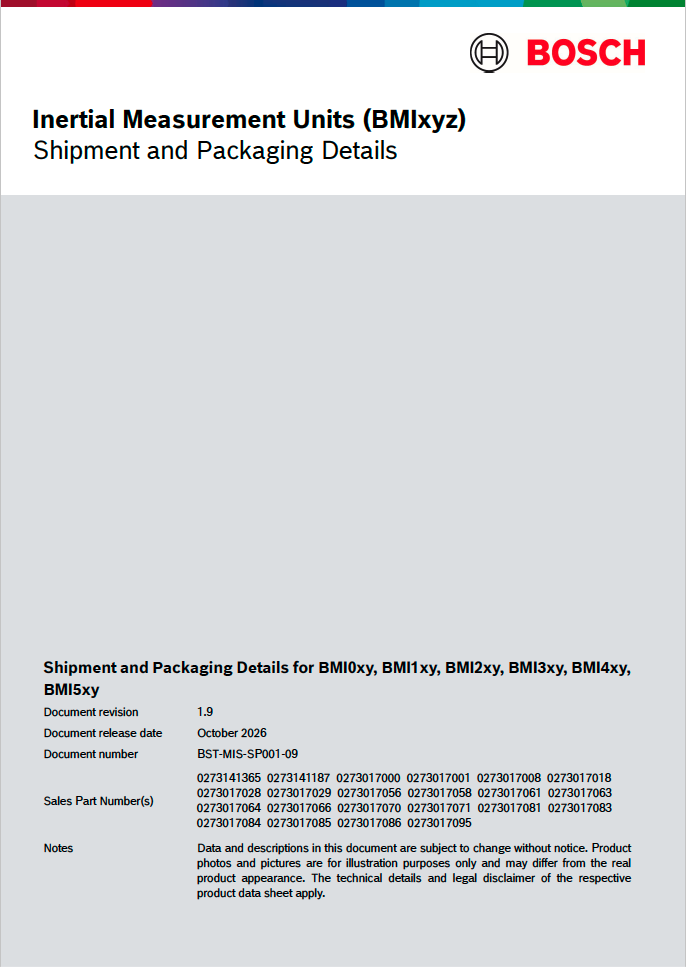 BOSCH
Inertial Measurement Units (BMIxyz)
Shipment and Packaging Details
Shipment and Packaging Details for BMI0xy, BMI1xy, BMI2xy, BMI3xy, BMI4xy,
BMI5xy
Document revision 1.9
Document release date October 2026
Document number BST-MIS-SP001-09
Sales Part Number(s)
0273141365 0273141187 0273017000 0273017001 0273017008 0273017018
0273017028 0273017029 0273017056 0273017058 0273017061 0273017063
0273017064 0273017066 0273017070 0273017071 0273017081 0273017083
0273017084 0273017085 0273017086 0273017095
Notes Data and descriptions in this document are subject to change without notice. Product
photos and pictures are for illustration purposes only and may differ from the real
product appearance. The technical details and legal disclaimer of the respective
product data sheet apply.